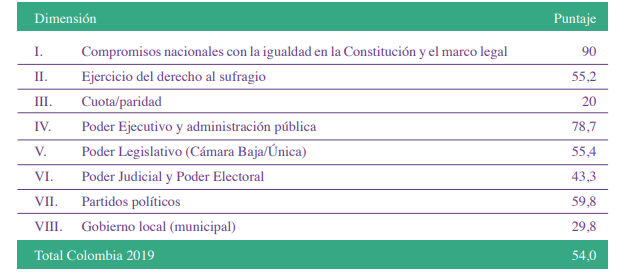 Dimensión Puntaje
I. Compromisos nacionales con la igualdad en la Constitución y el marco legal 90
II. Ejercicio del derecho al sufragio 55,2
III. Cuota/paridad 20
IV. Poder Ejecutivo y administración pública 78,7
V. Poder Legislativo (Cámara Baja/Única) 55,4
VI. Poder Judicial y Poder Electoral 43,3
VII. Partidos políticos 59,8
VIII. Gobierno local (municipal) 29,8
Total Colombia 2019 54,0